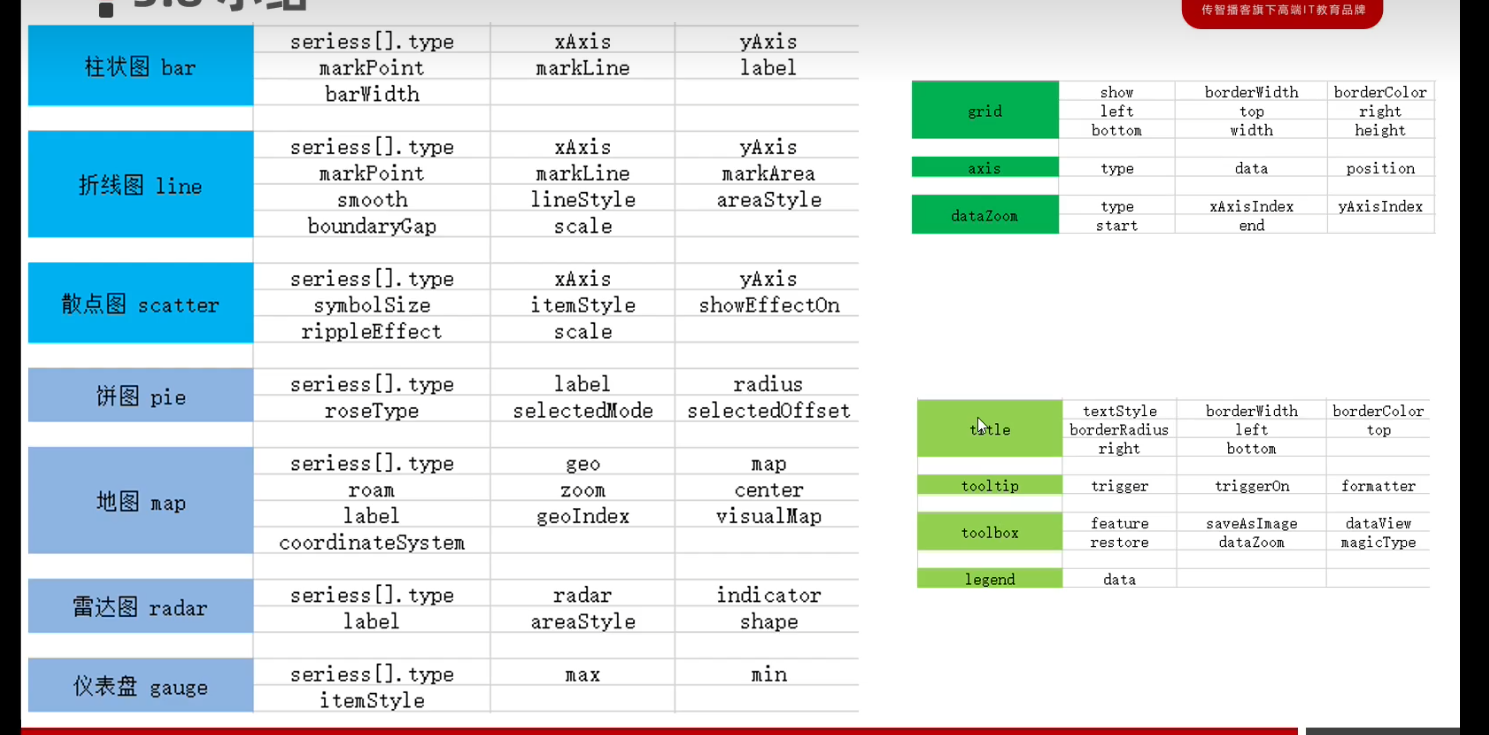 3.8 小结
传智播客旗下高端IT教育品牌
柱状图 bar
seriess[].type xAxis yAxis
markPoint markLine label
barWidth
折线图 line
seriess[].type xAxis yAxis
markPoint markLine markArea
smooth lineStyle areaStyle
boundaryGap scale
散点图 scatter
seriess[].type xAxis yAxis
symbolSize itemStyle showEffectOn
rippleEffect scale
饼图 pie
seriess[].type label radius
roseType selectedMode selectedOffset
地图 map
seriess[].type geo map
roam zoom center
label geoIndex visualMap
coordinateSystem
雷达图 radar
seriess[].type radar indicator
label areaStyle shape
仪表盘 gauge
seriess[].type max min
itemStyle
grid
show borderWidth borderColor
left top right
bottom width height
axis type data position
dataZoom
type xAxisIndex yAxisIndex
start end
title
textStyle borderWidth borderColor
borderRadius left top
right bottom
tooltip trigger triggerOn formatter
toolbox
feature saveAsImage dataView
restore dataZoom magicType
legend data